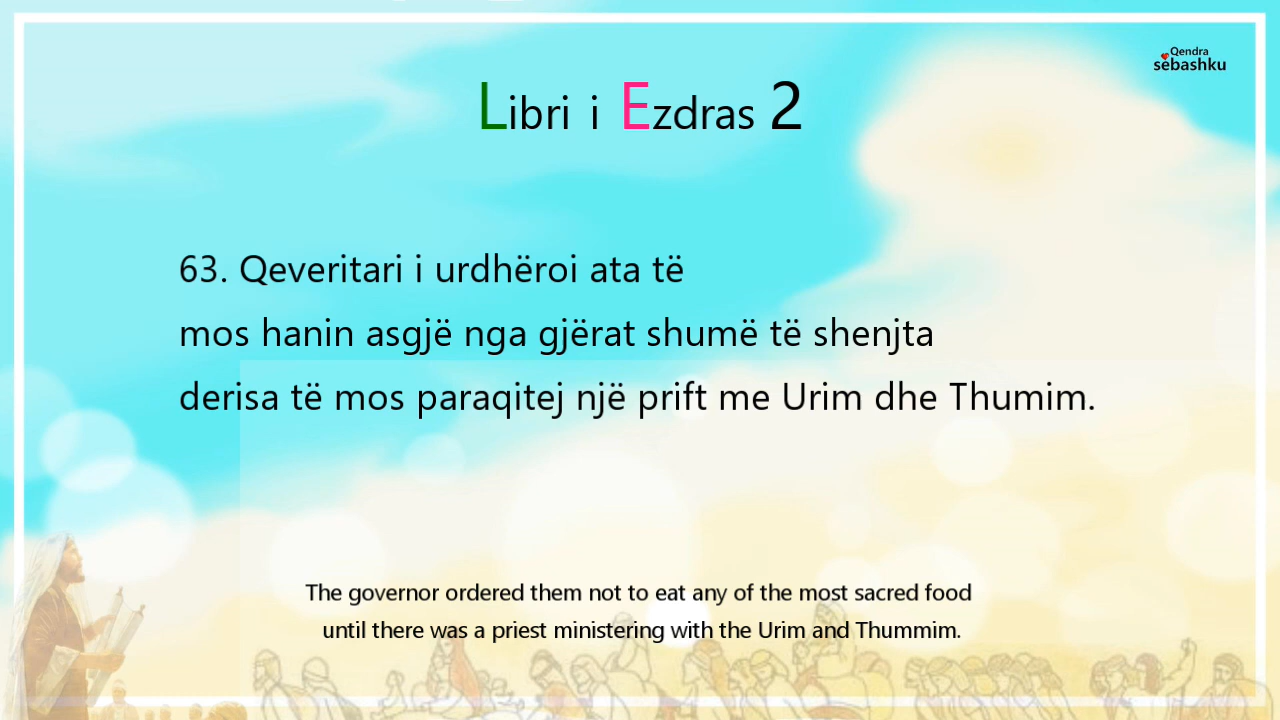 Qendra
sëbashku
Libri i Ezdras 2
63. Qeveritari i urdhëroi ata të
mos hanin asgjë nga gjërat shumë të shenjta
derisa të mos paraqitej një prift me Urim dhe Thumim.
The governor ordered them not to eat any of the most sacred food
until there was a priest ministering with the Urim and Thummim.